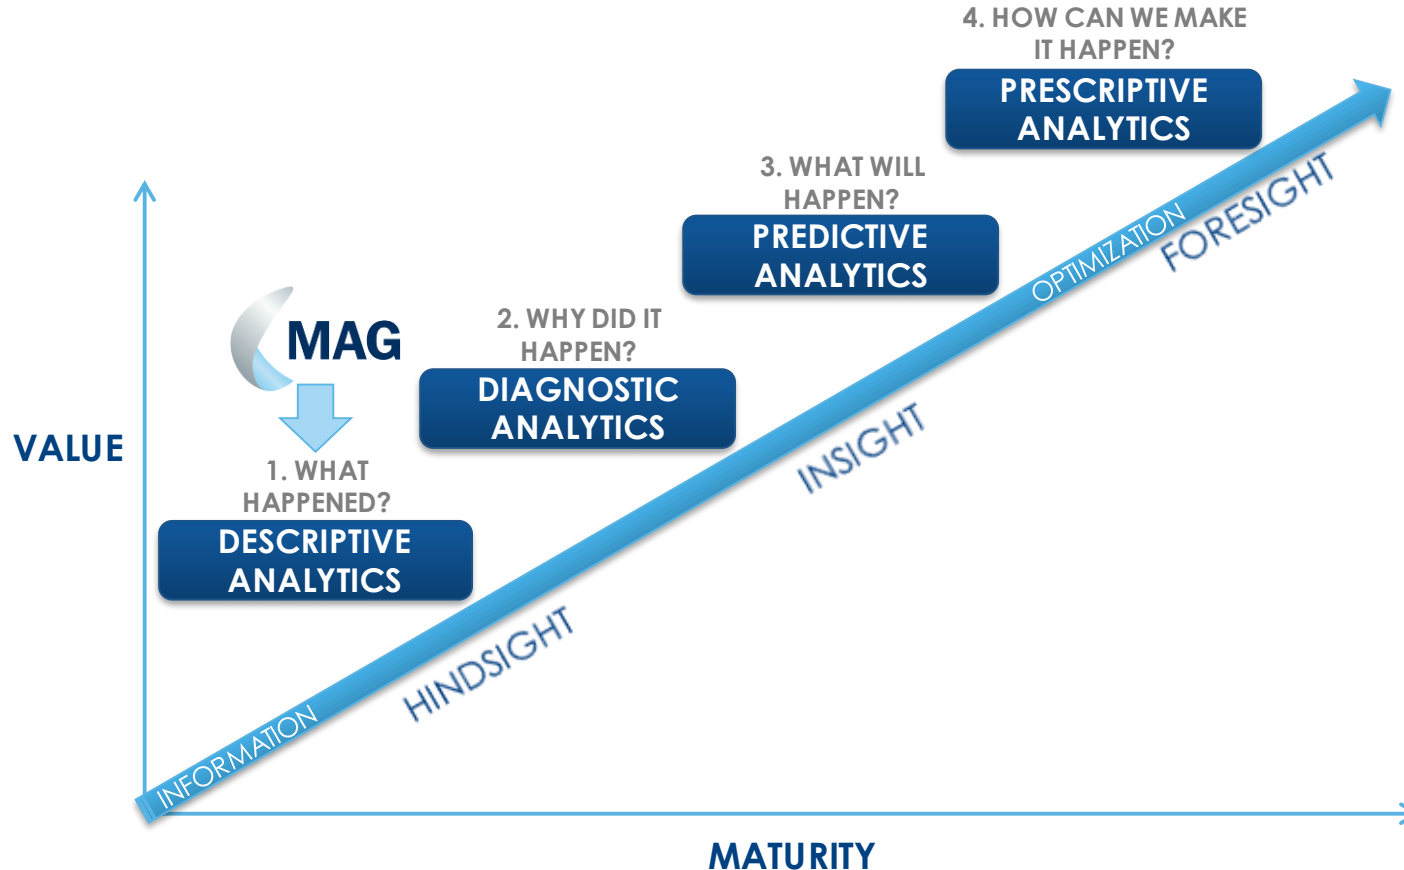 4. HOW CAN WE MAKE
IT HAPPEN?
PRESCRIPTIVE
ANALYTICS
3. WHAT WILL
HAPPEN?
PREDICTIVE
ANALYTICS
OPTIMIZATION
FORESIGHT
MAG
2. WHY DID IT
HAPPEN?
DIAGNOSTIC
ANALYTICS
INSIGHT
VALUE
1. WHAT
HAPPENED?
DESCRIPTIVE
ANALYTICS
HINDSIGHT
INFORMATION
MATURITY